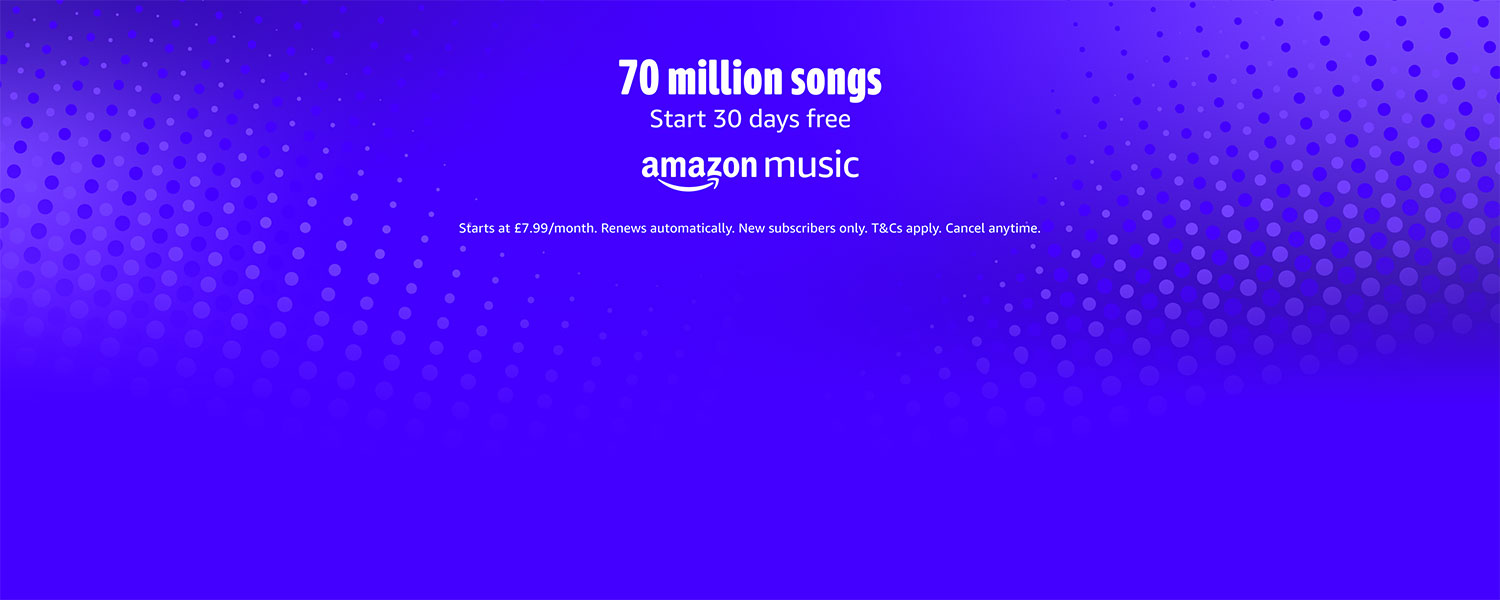 70 million songs
Start 30 days free
amazon music
Starts at £7.99/month. Renews automatically. New subscribers only. T&Cs apply. Cancel anytime.